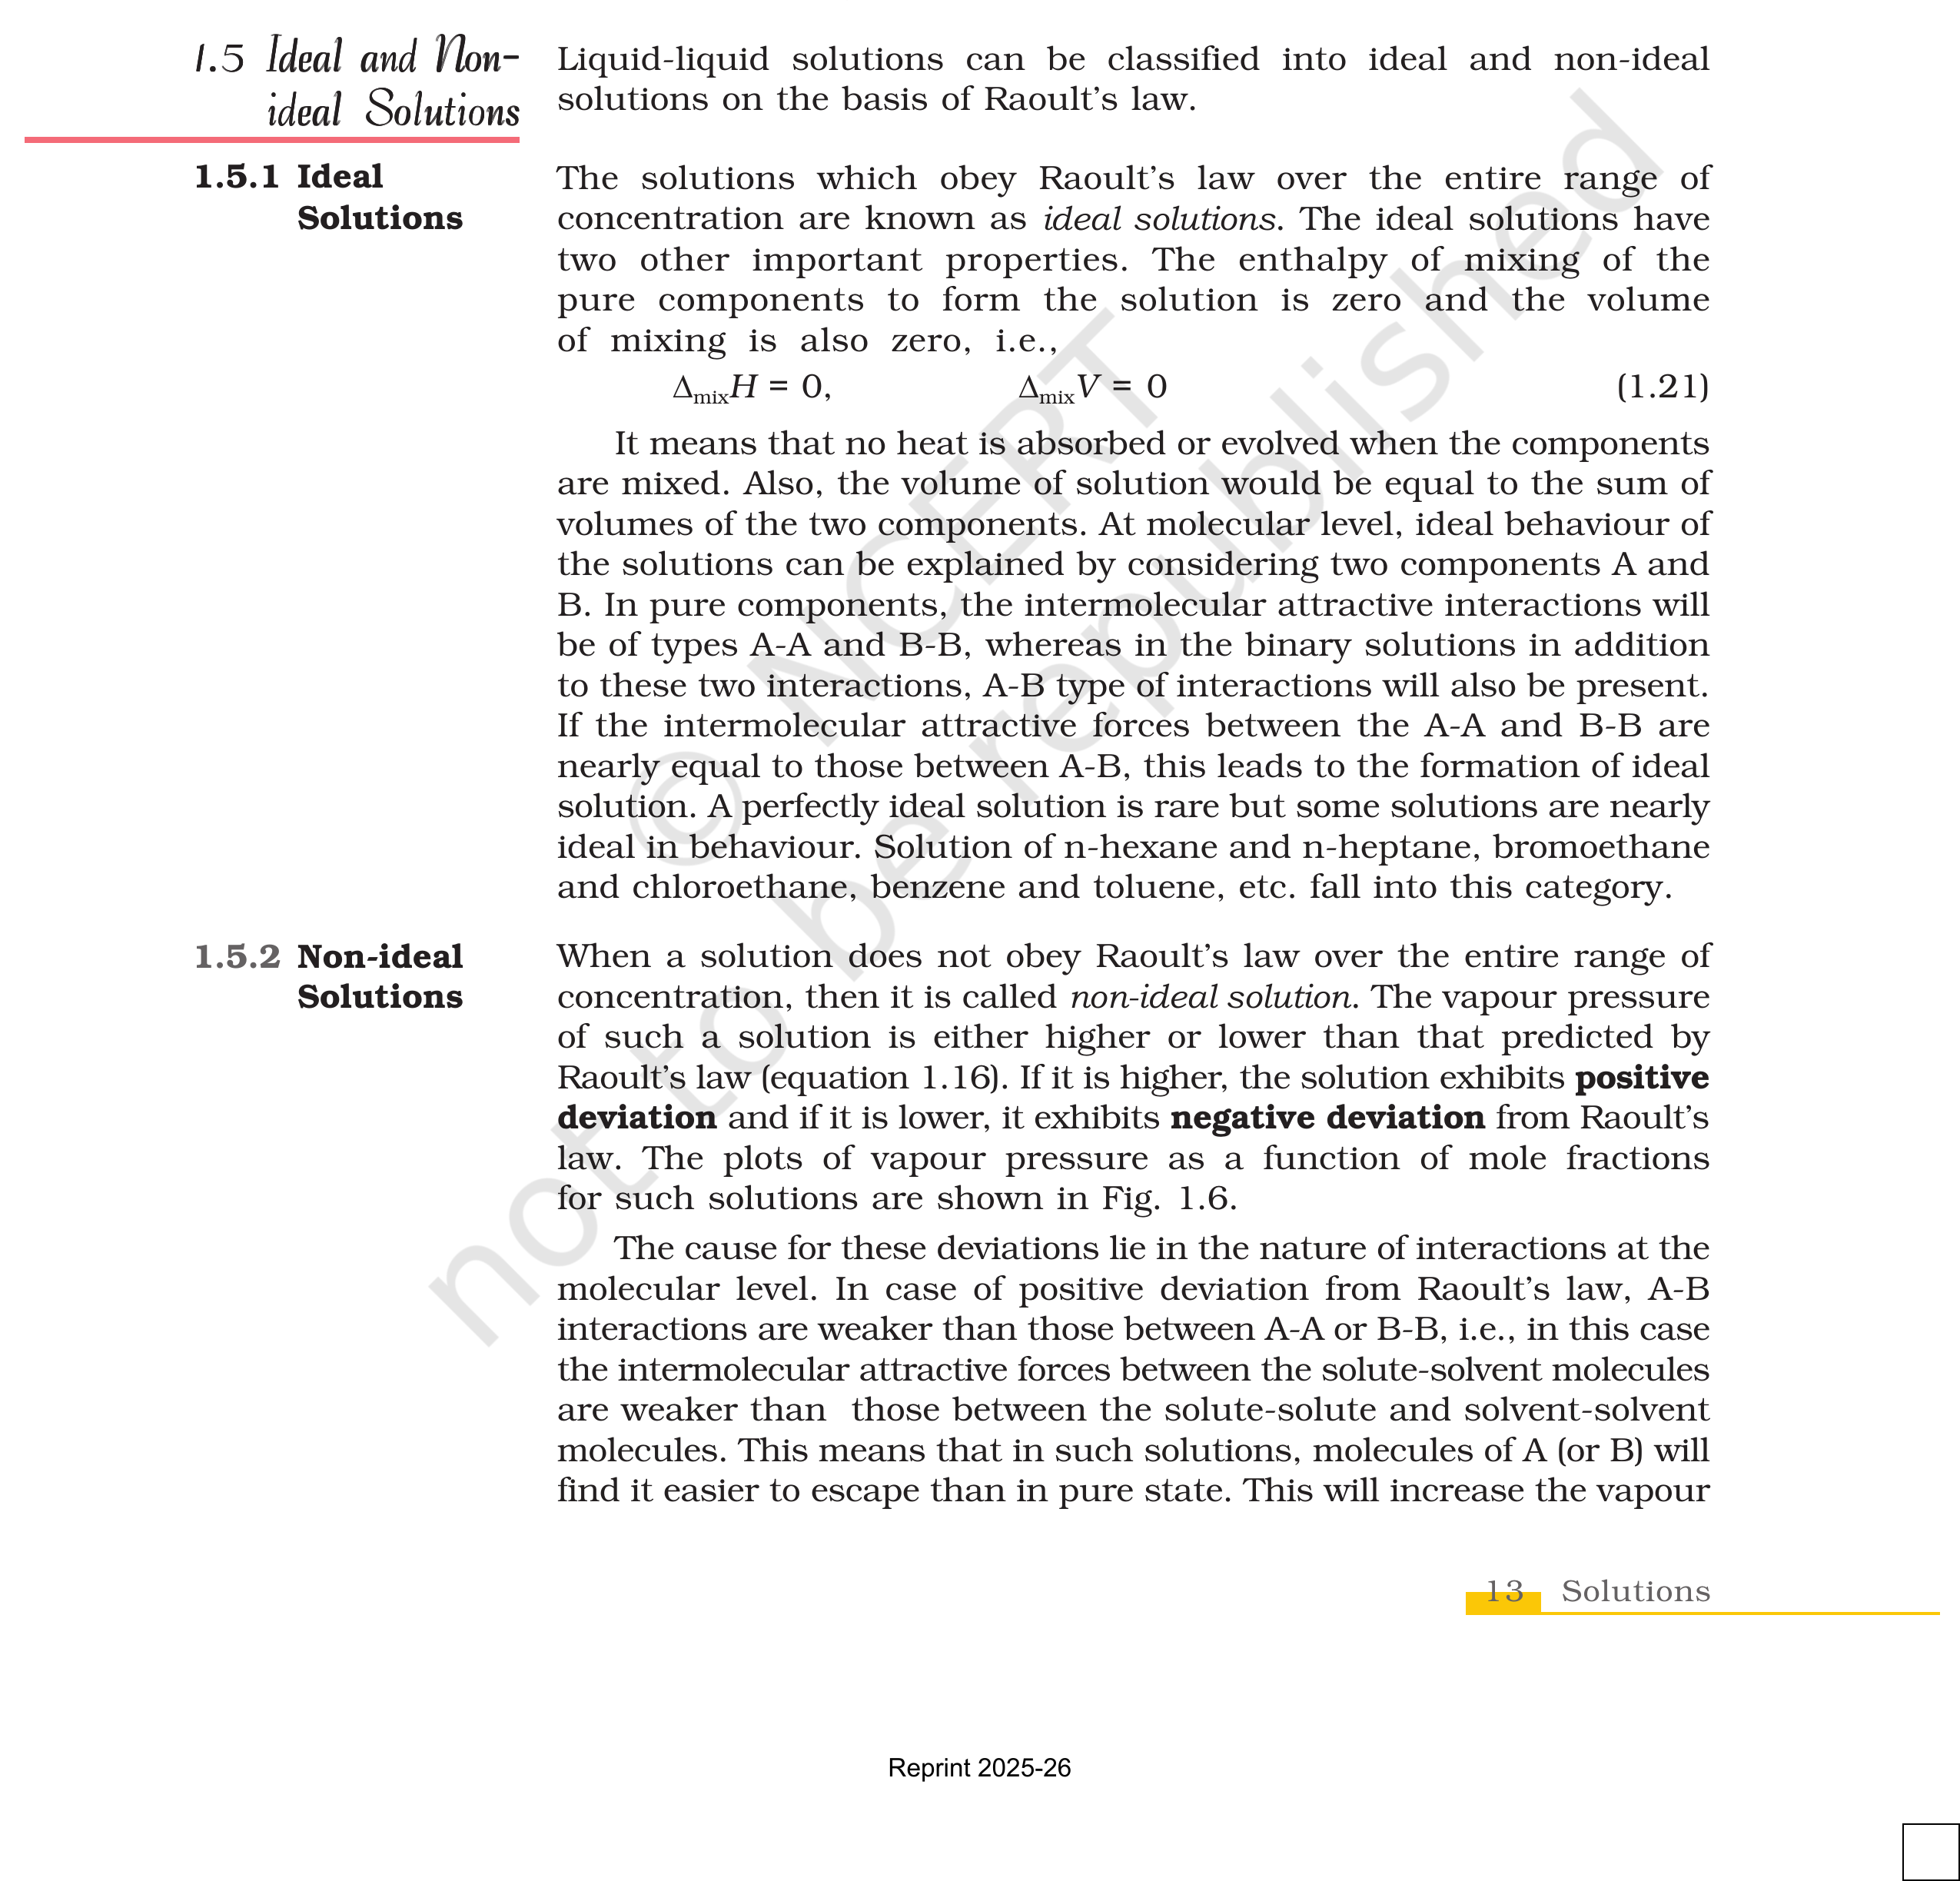 1.5 Ideal and Non-
ideal Solutions
Liquid-liquid solutions can be classified into ideal and non-ideal
solutions on the basis of Raoult’s law.
1.5.1 Ideal
Solutions
The solutions which obey Raoult’s law over the entire range of
concentration are known as ideal solutions. The ideal solutions have
two other important properties. The enthalpy of mixing of the
pure components to form the solution is zero and the volume
of mixing is also zero, i.e.,
ΔmixH = 0, ΔmixV = 0 (1.21)
It means that no heat is absorbed or evolved when the components
are mixed. Also, the volume of solution would be equal to the sum of
volumes of the two components. At molecular level, ideal behaviour of
the solutions can be explained by considering two components A and
B. In pure components, the intermolecular attractive interactions will
be of types A-A and B-B, whereas in the binary solutions in addition
to these two interactions, A-B type of interactions will also be present.
If the intermolecular attractive forces between the A-A and B-B are
nearly equal to those between A-B, this leads to the formation of ideal
solution. A perfectly ideal solution is rare but some solutions are nearly
ideal in behaviour. Solution of n-hexane and n-heptane, bromoethane
and chloroethane, benzene and toluene, etc. fall into this category.
1.5.2 Non-ideal
Solutions
When a solution does not obey Raoult’s law over the entire range of
concentration, then it is called non-ideal solution. The vapour pressure
of such a solution is either higher or lower than that predicted by
Raoult’s law (equation 1.16). If it is higher, the solution exhibits positive
deviation and if it is lower, it exhibits negative deviation from Raoult’s
law. The plots of vapour pressure as a function of mole fractions
for such solutions are shown in Fig. 1.6.
The cause for these deviations lie in the nature of interactions at the
molecular level. In case of positive deviation from Raoult’s law, A-B
interactions are weaker than those between A-A or B-B, i.e., in this case
the intermolecular attractive forces between the solute-solvent molecules
are weaker than those between the solute-solute and solvent-solvent
molecules. This means that in such solutions, molecules of A (or B) will
find it easier to escape than in pure state. This will increase the vapour
13 Solutions
Reprint 2025-26
© NCERT
not to be republished